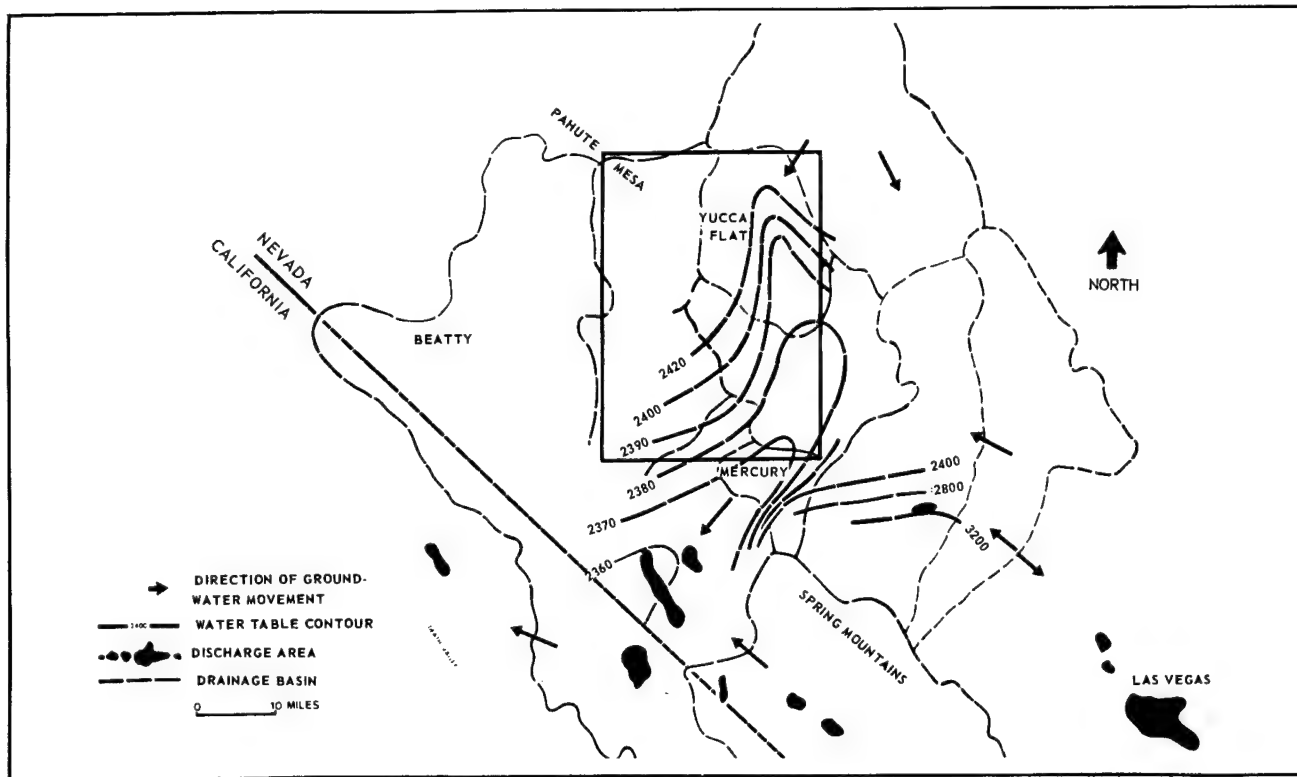 PAHUTE
MESA
YUCCA
FLAT
NEVADA
CALIFORNIA
NORTH
BEATTY
2420
2400
2390
2380
2370
2360
MERCURY
2400
2800
3200
SPRING MOUNTAINS
LAS VEGAS
DIRECTION OF GROUND-
WATER MOVEMENT
WATER TABLE CONTOUR
DISCHARGE AREA
DRAINAGE BASIN
0 10 MILES